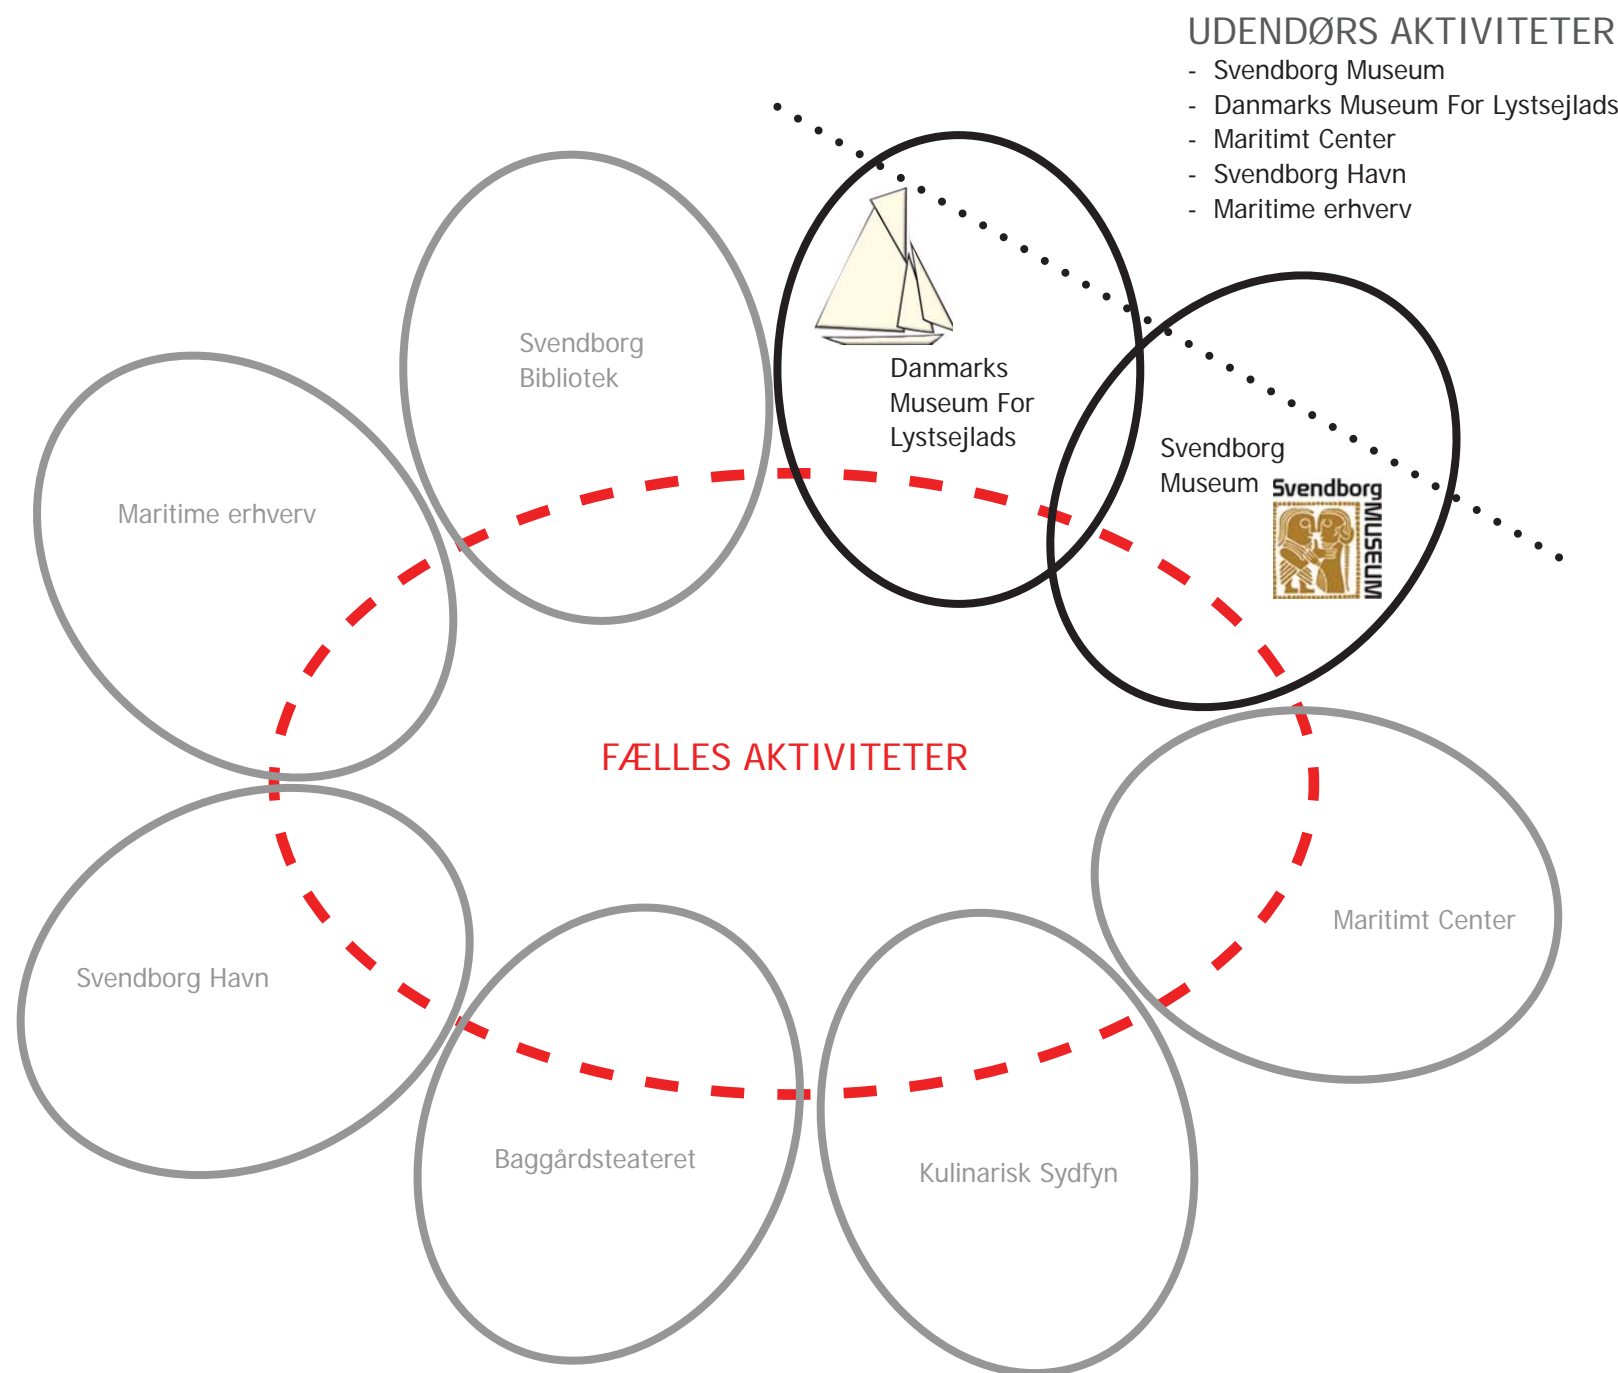 UDENDØRS AKTIVITETER
- Svendborg Museum
- Danmarks Museum For Lystsejlads
- Maritimt Center
- Svendborg Havn
- Maritime erhverv
Svendborg
Bibliotek
Danmarks
Museum For
Lystsejlads
Svendborg
Museum
Svendborg
MUSEUM
Maritime erhverv
FÆLLES AKTIVITETER
Maritimt Center
Svendborg Havn
Baggårdsteateret
Kulinarisk Sydfyn